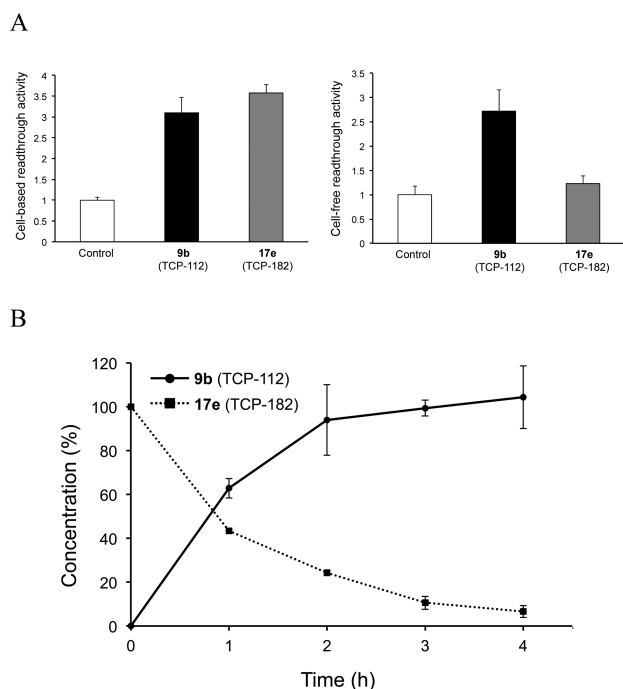 A
Cell-based readthrough activity
4
3.5
3
2.5
2
1.5
1
0.5
0
Control
9b
(TCP-112)
17e
(TCP-182)
Cell-free readthrough activity
3.5
3
2.5
2
1.5
1
0.5
0
Control
9b
(TCP-112)
17e
(TCP-182)
B
Concentration (%)
120
100
80
60
40
20
0
9b (TCP-112)
17e (TCP-182)
0 1 2 3 4
Time (h)